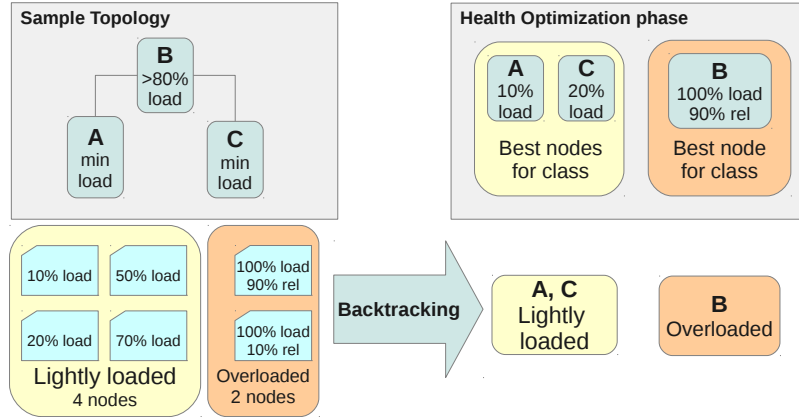 Sample Topology
B
>80%
load
A
min
load
C
min
load
Health Optimization phase
A
10%
load
C
20%
load
Best nodes
for class
B
100% load
90% rel
Best node
for class
10% load
50% load
20% load
70% load
Lightly loaded
4 nodes
100% load
90% rel
100% load
10% rel
Overloaded
2 nodes
Backtracking
A, C
Lightly
loaded
B
Overloaded